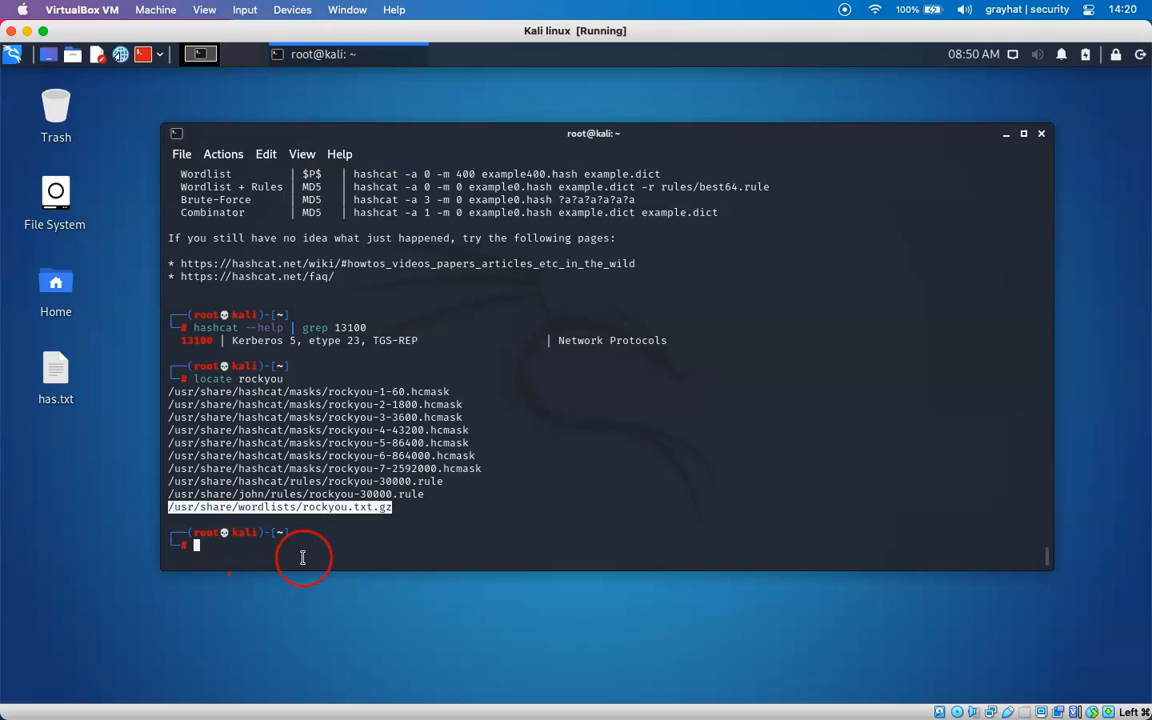 VirtualBox VM Machine View Input Devices Window Help 100% grayhat | security 14:20
Kali linux [Running]
root@kali: ~ 08:50 AM
Trash
File System
Home
has.txt
root@kali: ~
File Actions Edit View Help
Wordlist | $P$ | hashcat -a 0 -m 400 example400.hash example.dict
Wordlist + Rules | MD5 | hashcat -a 0 -m 0 example0.hash example.dict -r rules/best64.rule
Brute-Force | MD5 | hashcat -a 3 -m 0 example0.hash ?a?a?a?a?a?a
Combinator | MD5 | hashcat -a 1 -m 0 example0.hash example.dict example.dict
If you still have no idea what just happened, try the following pages:
* https://hashcat.net/wiki/#howtos_videos_papers_articles_etc_in_the_wild
* https://hashcat.net/faq/
┌──(root💀kali)-[~]
└─# hashcat --help | grep 13100
13100 | Kerberos 5, etype 23, TGS-REP | Network Protocols
┌──(root💀kali)-[~]
└─# locate rockyou
/usr/share/hashcat/masks/rockyou-1-60.hcmask
/usr/share/hashcat/masks/rockyou-2-1800.hcmask
/usr/share/hashcat/masks/rockyou-3-3600.hcmask
/usr/share/hashcat/masks/rockyou-4-43200.hcmask
/usr/share/hashcat/masks/rockyou-5-86400.hcmask
/usr/share/hashcat/masks/rockyou-6-864000.hcmask
/usr/share/hashcat/masks/rockyou-7-2592000.hcmask
/usr/share/hashcat/rules/rockyou-30000.rule
/usr/share/john/rules/rockyou-30000.rule
/usr/share/wordlists/rockyou.txt.gz
┌──(root💀kali)-[~]
└─#
Left ⌘